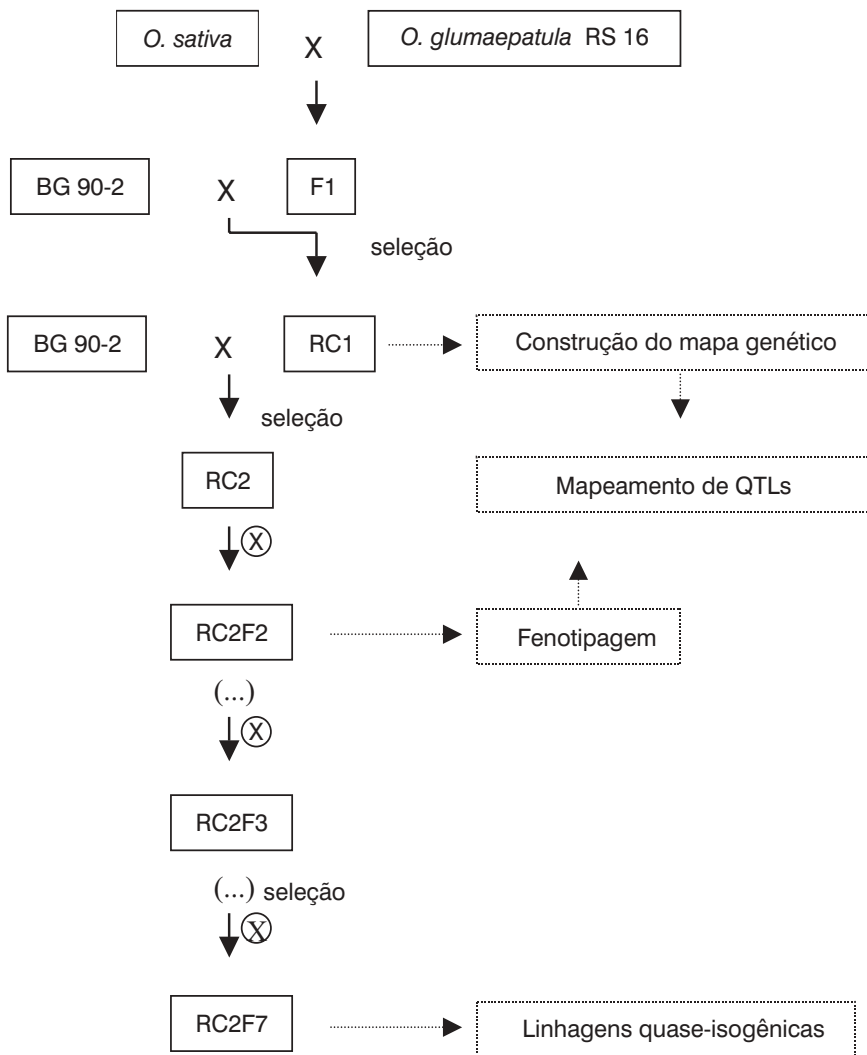 O. sativa X O. glumaepatula RS 16
BG 90-2 X F1
seleção
BG 90-2 X RC1 Construção do mapa genético
seleção
RC2 Mapeamento de QTLs
X
RC2F2 Fenotipagem
(...)
X
RC2F3
(...) seleção
X
RC2F7 Linhagens quase-isogênicas